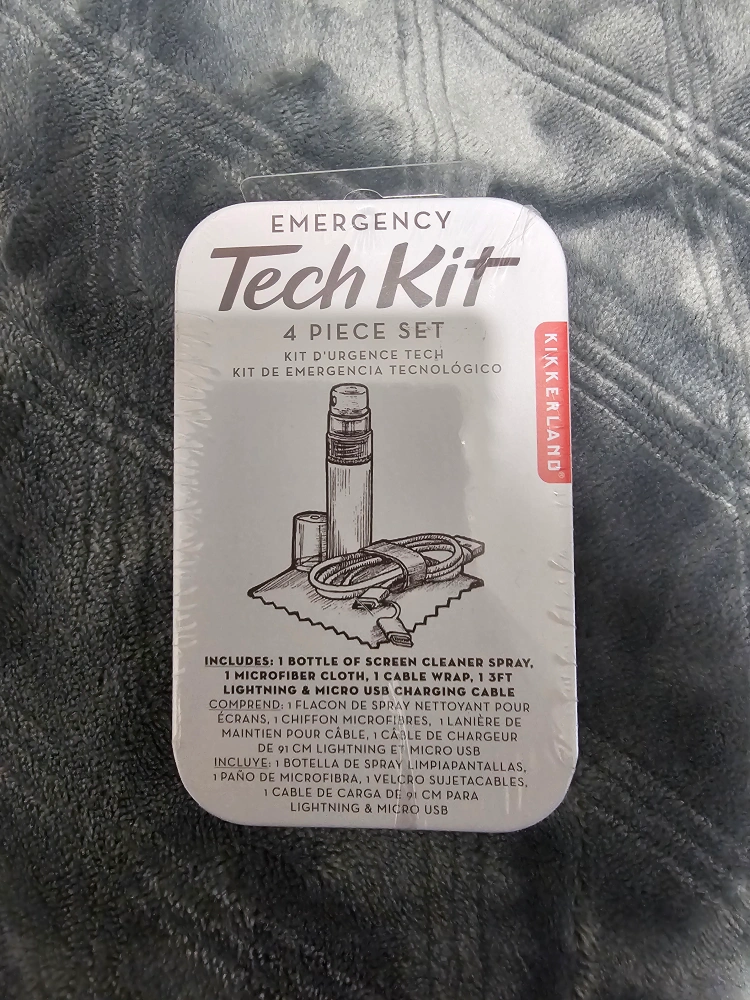 EMERGENCY
Tech Kit
4 PIECE SET
KIT D'URGENCE TECH
KIT DE EMERGENCIA TECNOLÓGICO
KIKKERLAND®
INCLUDES: 1 BOTTLE OF SCREEN CLEANER SPRAY,
1 MICROFIBER CLOTH, 1 CABLE WRAP, 1 3FT
LIGHTNING & MICRO USB CHARGING CABLE
COMPREND: 1 FLACON DE SPRAY NETTOYANT POUR
ÉCRANS, 1 CHIFFON MICROFIBRES, 1 LANIÈRE DE
MAINTIEN POUR CÂBLE, 1 CÂBLE DE CHARGEUR
DE 91 CM LIGHTNING ET MICRO USB
INCLUYE: 1 BOTELLA DE SPRAY LIMPIAPANTALLAS,
1 PAÑO DE MICROFIBRA, 1 VELCRO SUJETACABLES,
1 CABLE DE CARGA DE 91 CM PARA
LIGHTNING & MICRO USB